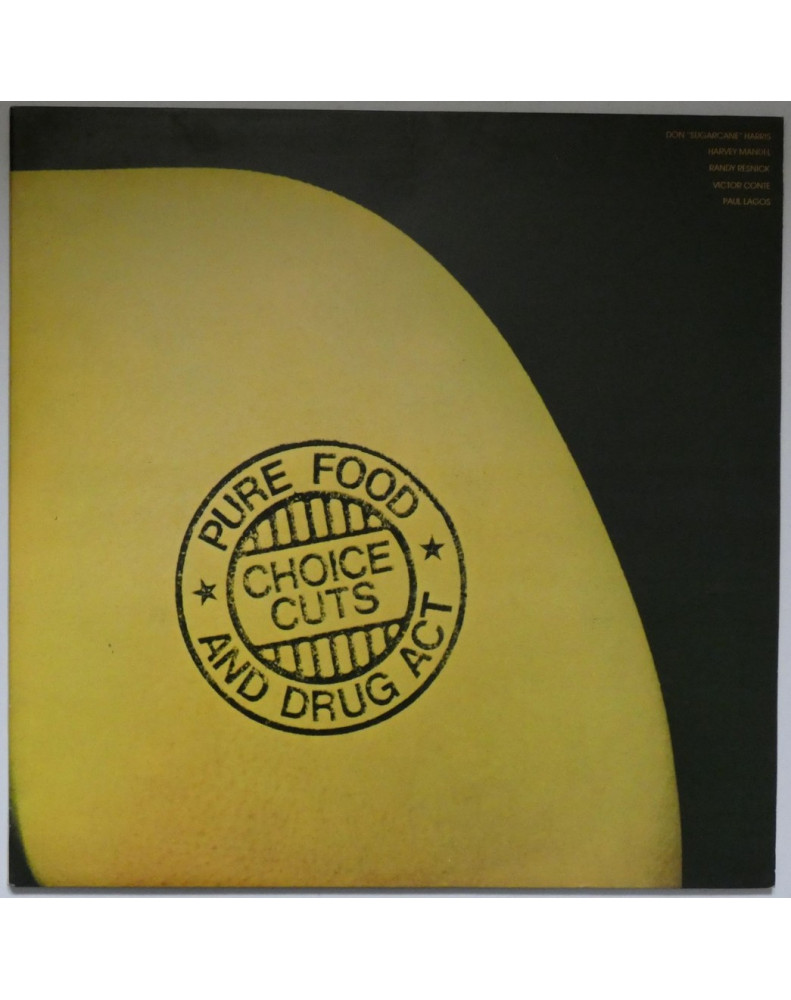 DON "SUGARCANE" HARRIS
HARVEY MANDEL
RANDY RESNICK
VICTOR CONTE
PAUL LAGOS
PURE FOOD
CHOICE
CUTS
AND DRUG ACT